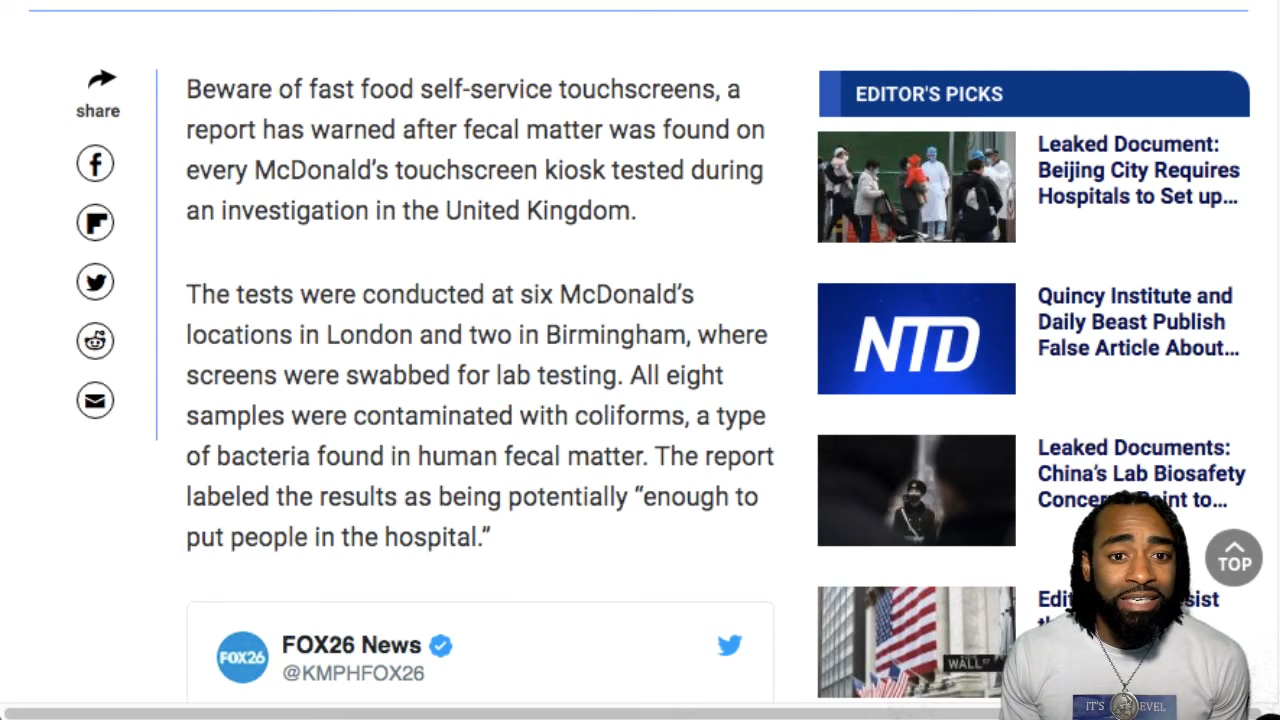 share
Beware of fast food self-service touchscreens, a
report has warned after fecal matter was found on
every McDonald’s touchscreen kiosk tested during
an investigation in the United Kingdom.
The tests were conducted at six McDonald’s
locations in London and two in Birmingham, where
screens were swabbed for lab testing. All eight
samples were contaminated with coliforms, a type
of bacteria found in human fecal matter. The report
labeled the results as being potentially “enough to
put people in the hospital.”
FOX26
FOX26 News
@KMPHFOX26
EDITOR'S PICKS
Leaked Document:
Beijing City Requires
Hospitals to Set up...
NTD
Quincy Institute and
Daily Beast Publish
False Article About...
Leaked Documents:
China’s Lab Biosafety
to...
WALL ST
TOP
IT'S